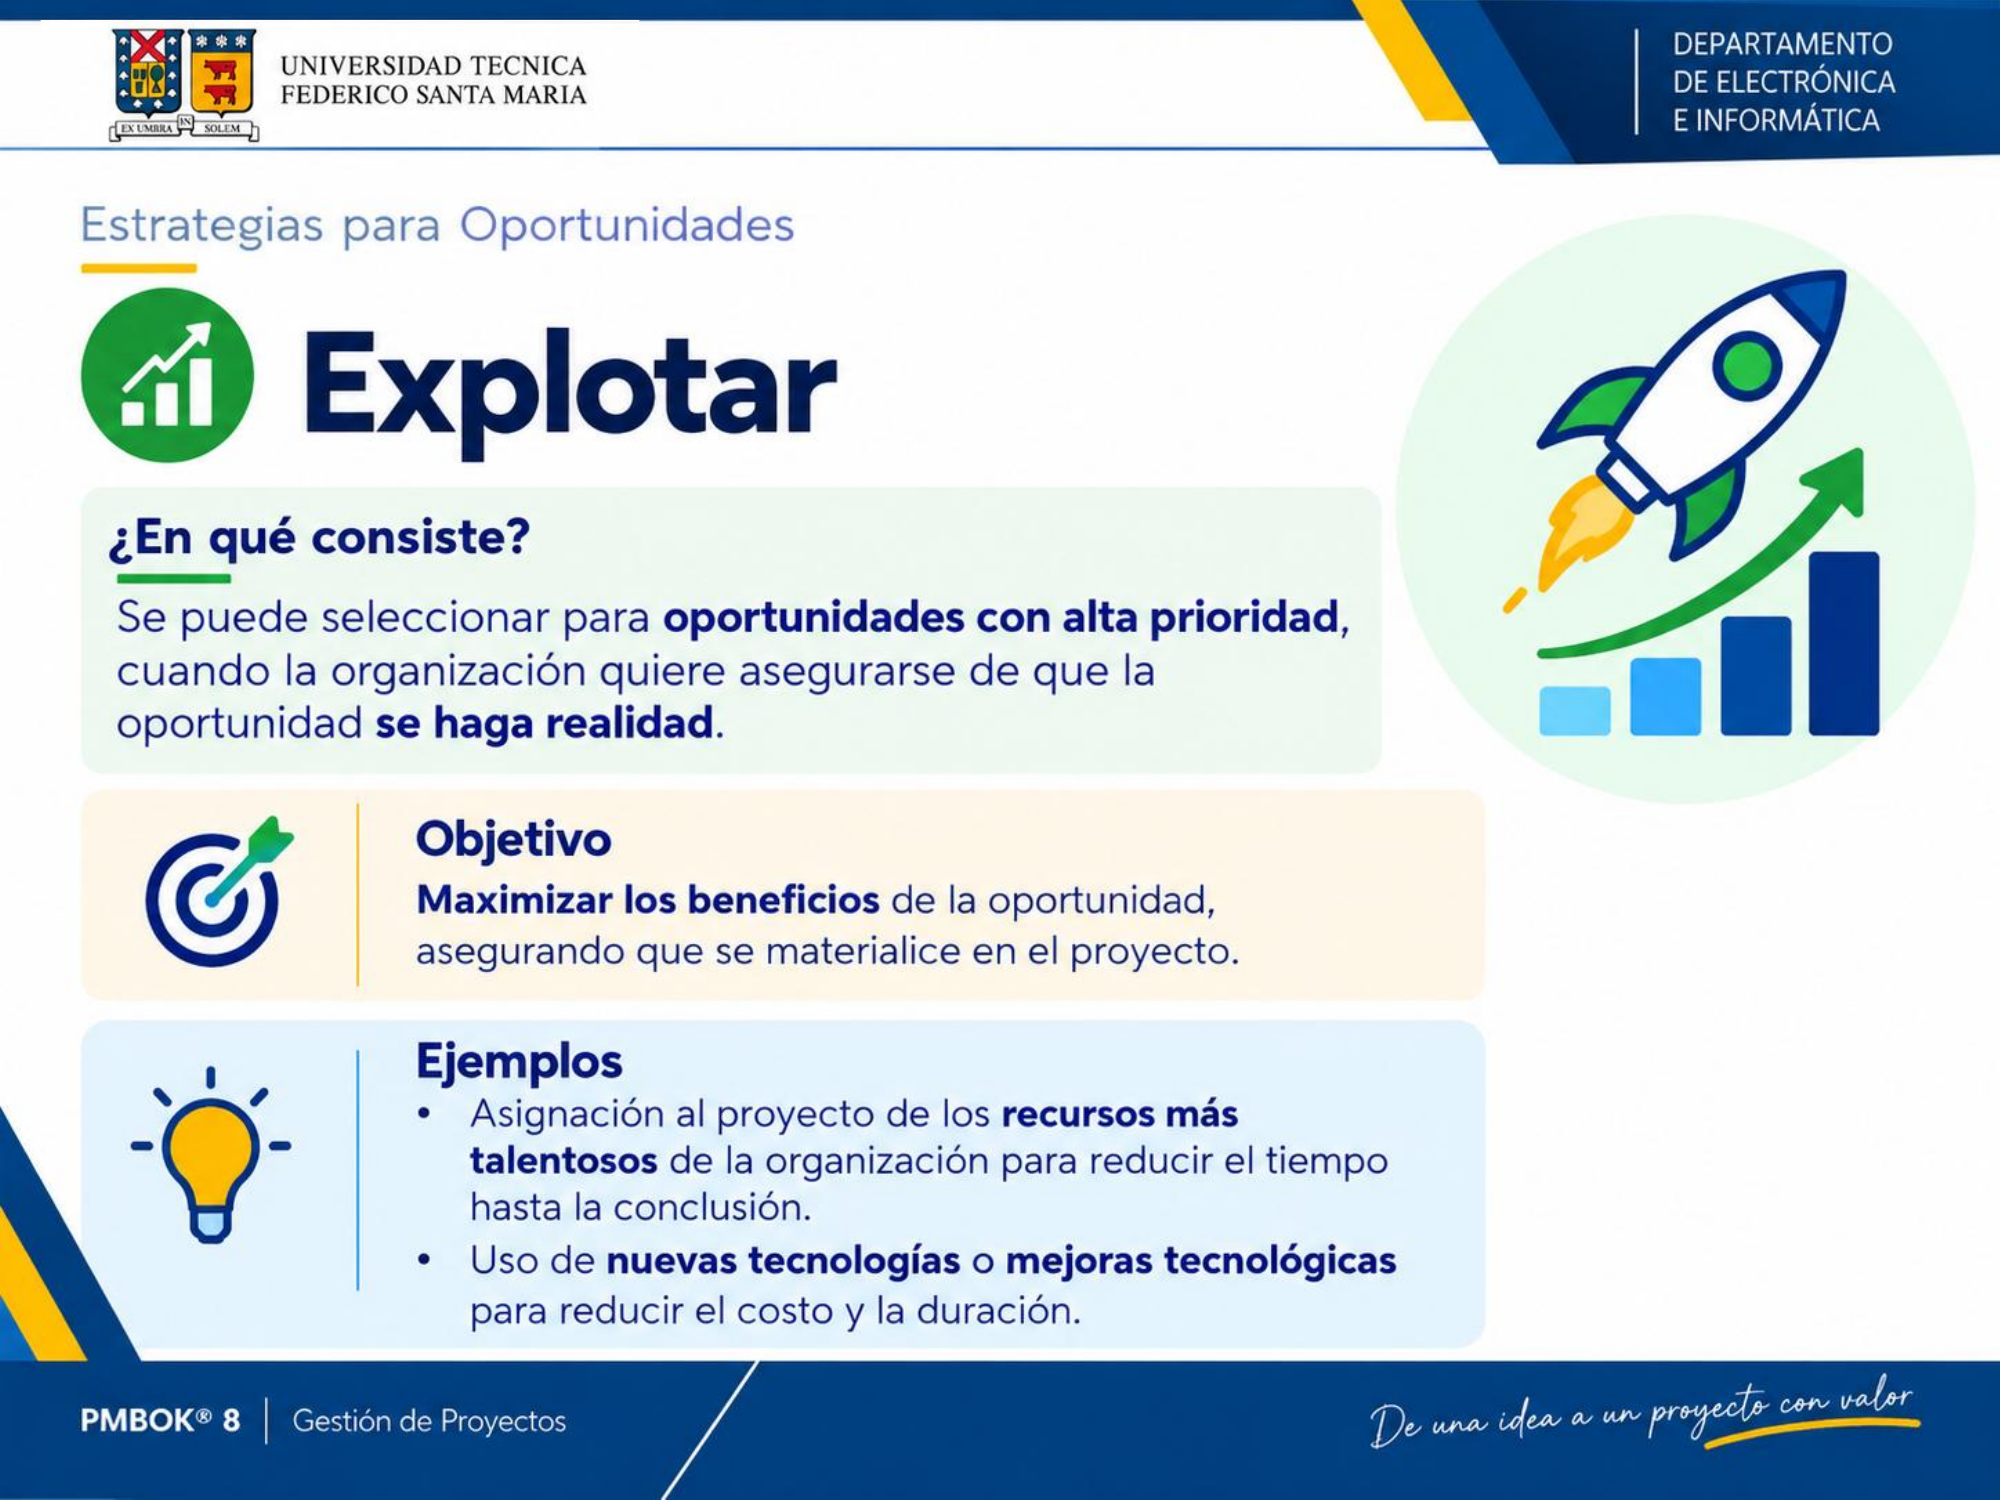 UNIVERSIDAD TECNICA
FEDERICO SANTA MARIA
EX UMBRA IN SOLEM
DEPARTAMENTO
DE ELECTRÓNICA
E INFORMÁTICA
Estrategias para Oportunidades
Explotar
¿En qué consiste?
Se puede seleccionar para oportunidades con alta prioridad,
cuando la organización quiere asegurarse de que la
oportunidad se haga realidad.
Objetivo
Maximizar los beneficios de la oportunidad,
asegurando que se materialice en el proyecto.
Ejemplos
• Asignación al proyecto de los recursos más
talentosos de la organización para reducir el tiempo
hasta la conclusión.
• Uso de nuevas tecnologías o mejoras tecnológicas
para reducir el costo y la duración.
PMBOK® 8 | Gestión de Proyectos
De una idea a un proyecto con valor